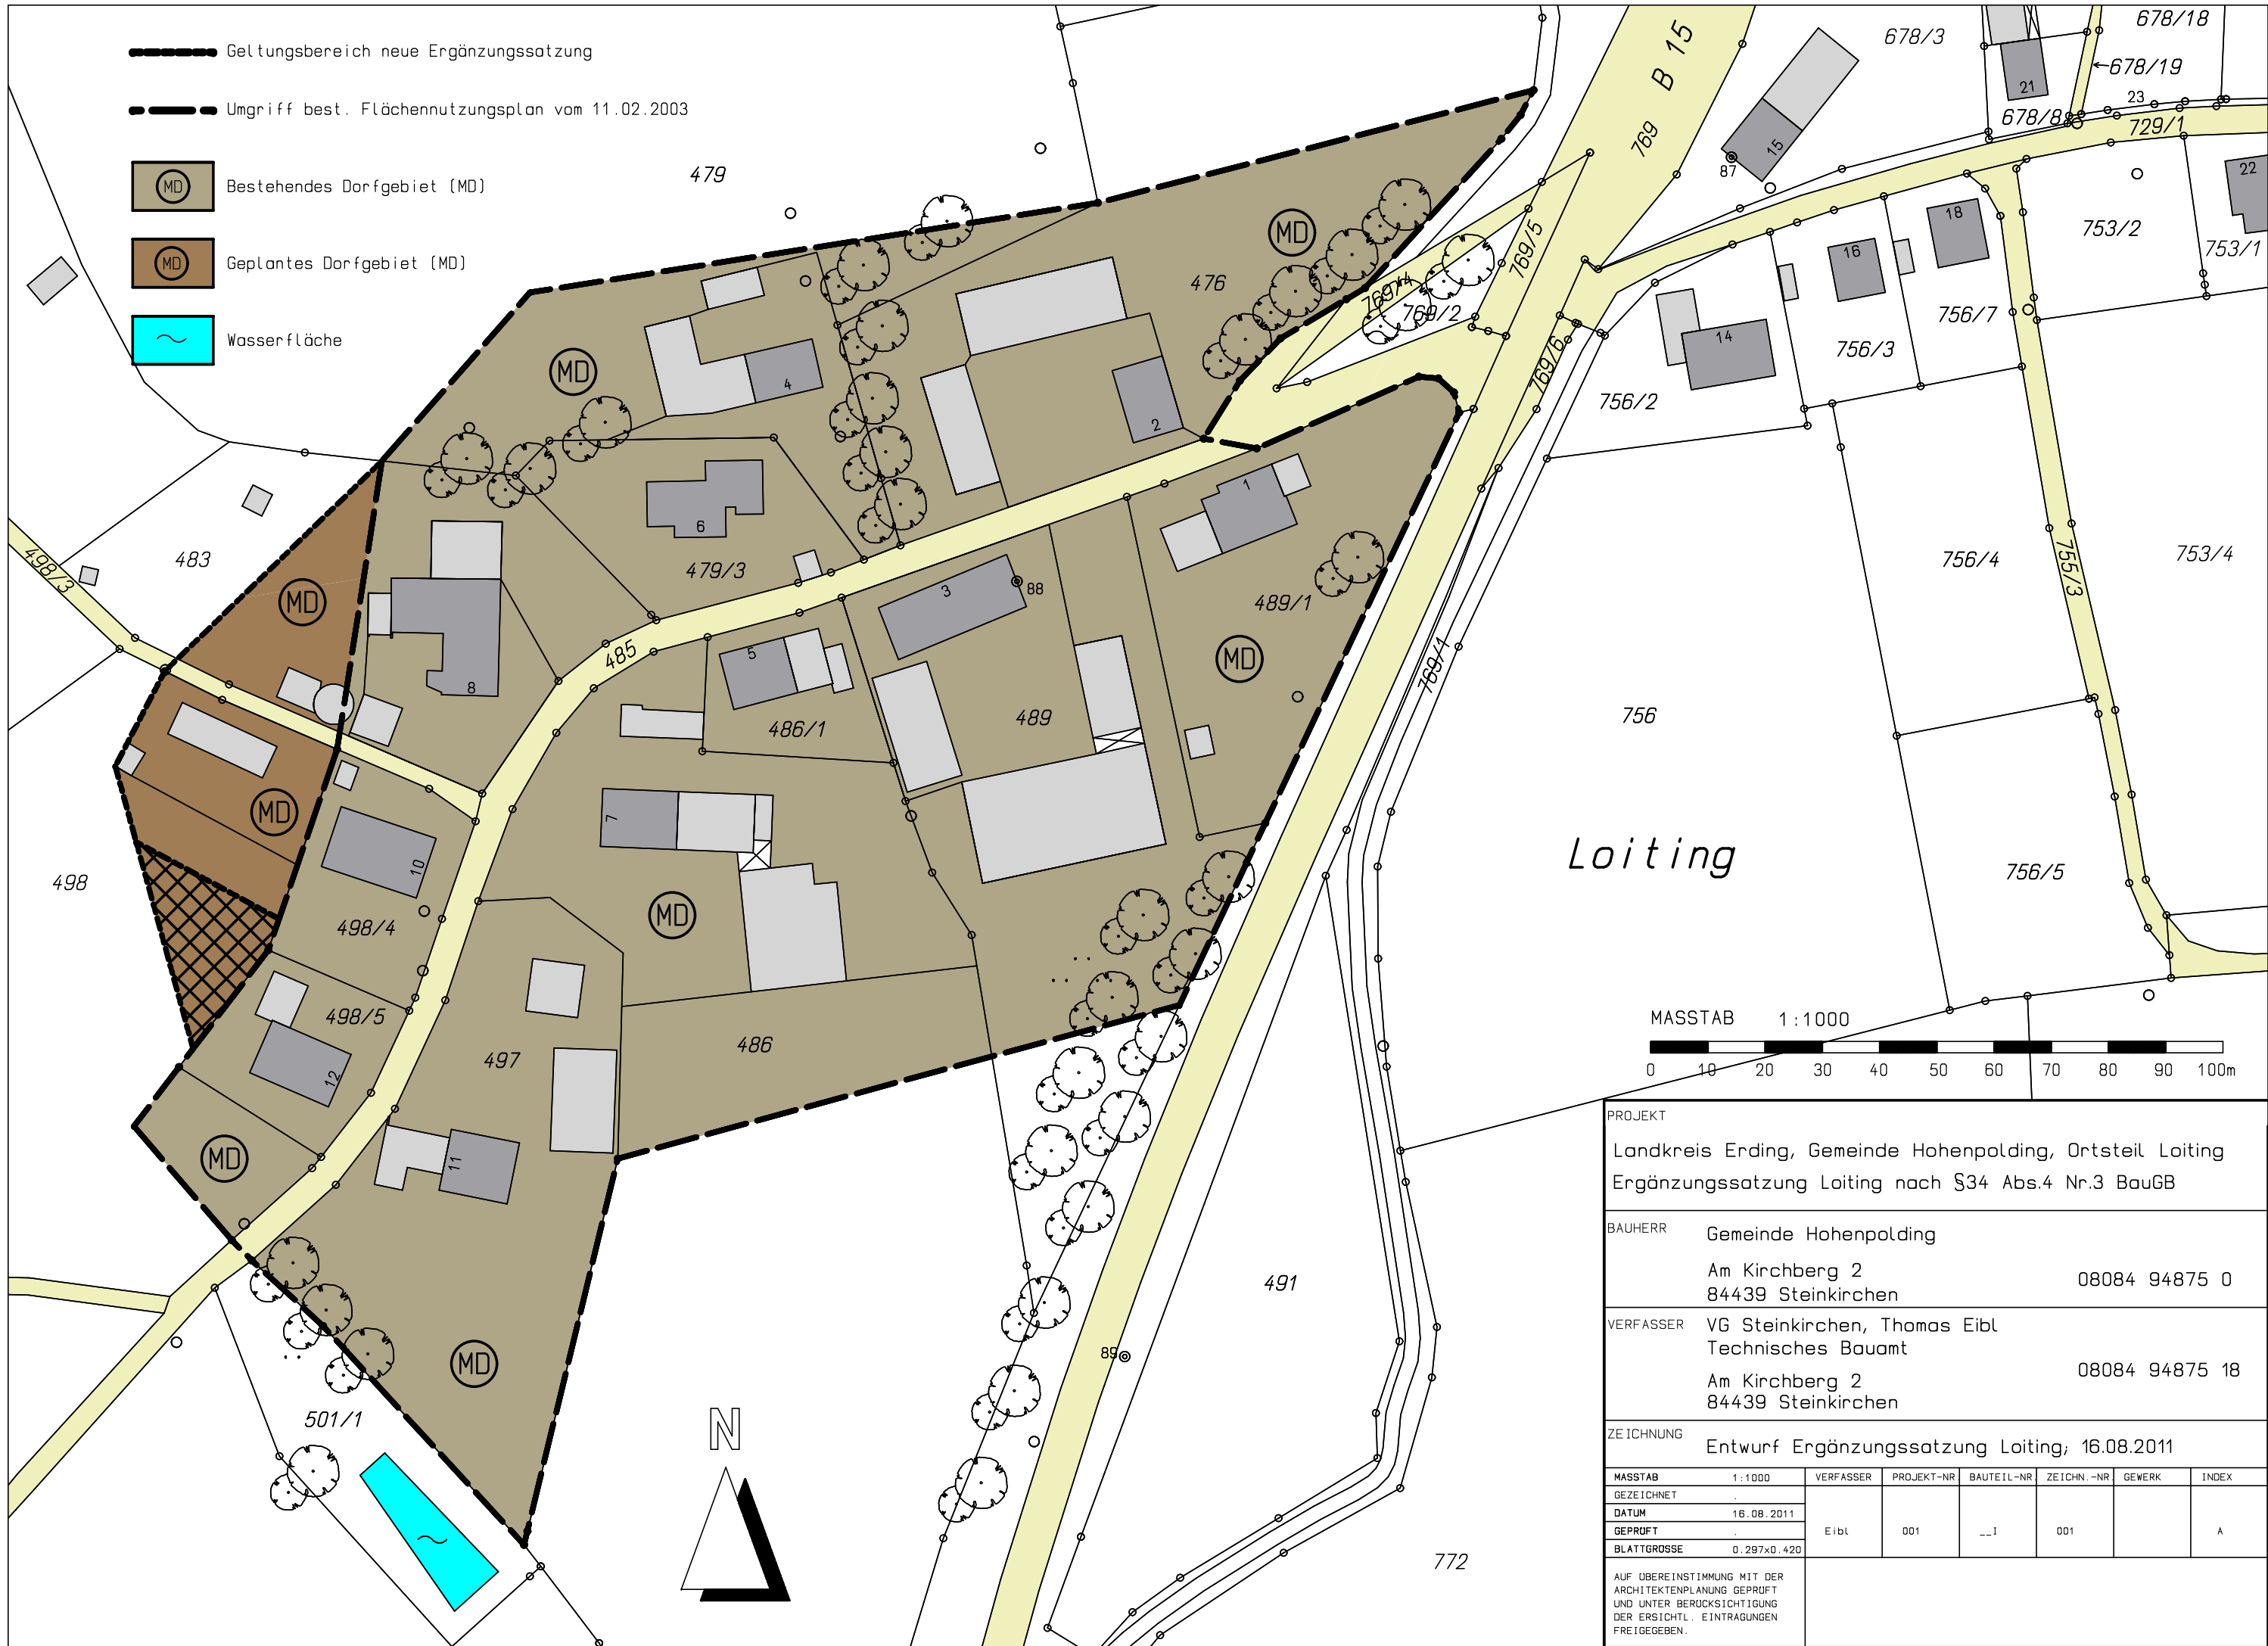 Geltungsbereich neue Ergänzungssatzung
Umgriff best. Flächennutzungsplan vom 11.02.2003
MD Bestehendes Dorfgebiet (MD)
MD Geplantes Dorfgebiet (MD)
Wasserfläche
479
476
MD
MD
769 B 15
769/5
769/4
769/2
769/6
769/1
678/3
678/18
678/19
678/8
21
23
729/1
15
87
22
18
16
14
753/2
753/1
756/7
756/3
756/2
756/4
755/3
753/4
756
756/5
Loiting
4
2
6
479/3
1
3
88
489/1
MD
483
498/3
MD
8
485
5
486/1
489
MD
7
10
498
498/4
MD
498/5
12
497
486
MD
11
MD
501/1
N
491
89
772
MASSTAB 1:1000
0 10 20 30 40 50 60 70 80 90 100m
PROJEKT
Landkreis Erding, Gemeinde Hohenpolding, Ortsteil Loiting
Ergänzungssatzung Loiting nach §34 Abs.4 Nr.3 BauGB
BAUHERR Gemeinde Hohenpolding
Am Kirchberg 2
84439 Steinkirchen
08084 94875 0
VERFASSER VG Steinkirchen, Thomas Eibl
Technisches Bauamt
Am Kirchberg 2
84439 Steinkirchen
08084 94875 18
ZEICHNUNG Entwurf Ergänzungssatzung Loiting; 16.08.2011
MASSTAB 1:1000 VERFASSER PROJEKT-NR BAUTEIL-NR. ZEICHN.-NR. GEWERK INDEX
GEZEICHNET .
DATUM 16.08.2011
GEPRÜFT . Eibl 001 __I 001 A
BLATTGRÖSSE 0.297x0.420
AUF ÜBEREINSTIMMUNG MIT DER
ARCHITEKTENPLANUNG GEPRÜFT
UND UNTER BERÜCKSICHTIGUNG
DER ERSICHTL. EINTRAGUNGEN
FREIGEGEBEN.